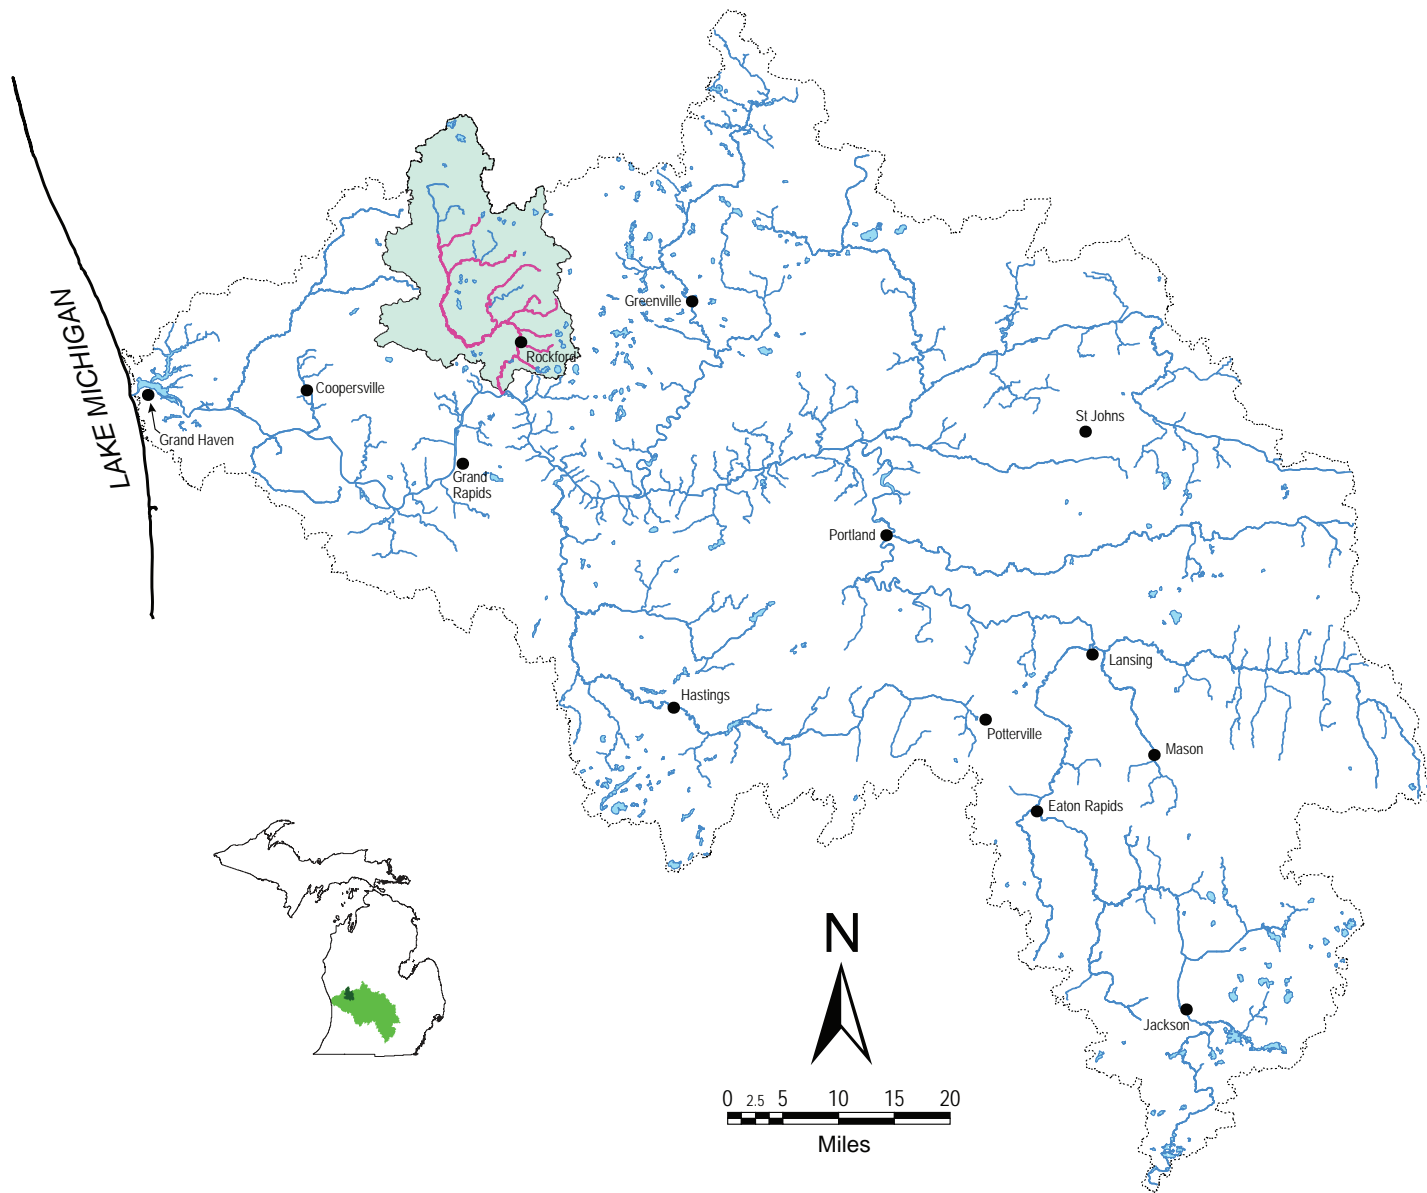 LAKE MICHIGAN
Greenville
Rockford
Coopersville
Grand Haven
St Johns
Grand
Rapids
Portland
Lansing
Hastings
Potterville
Mason
Eaton Rapids
N
Jackson
0 2.5 5 10 15 20
Miles